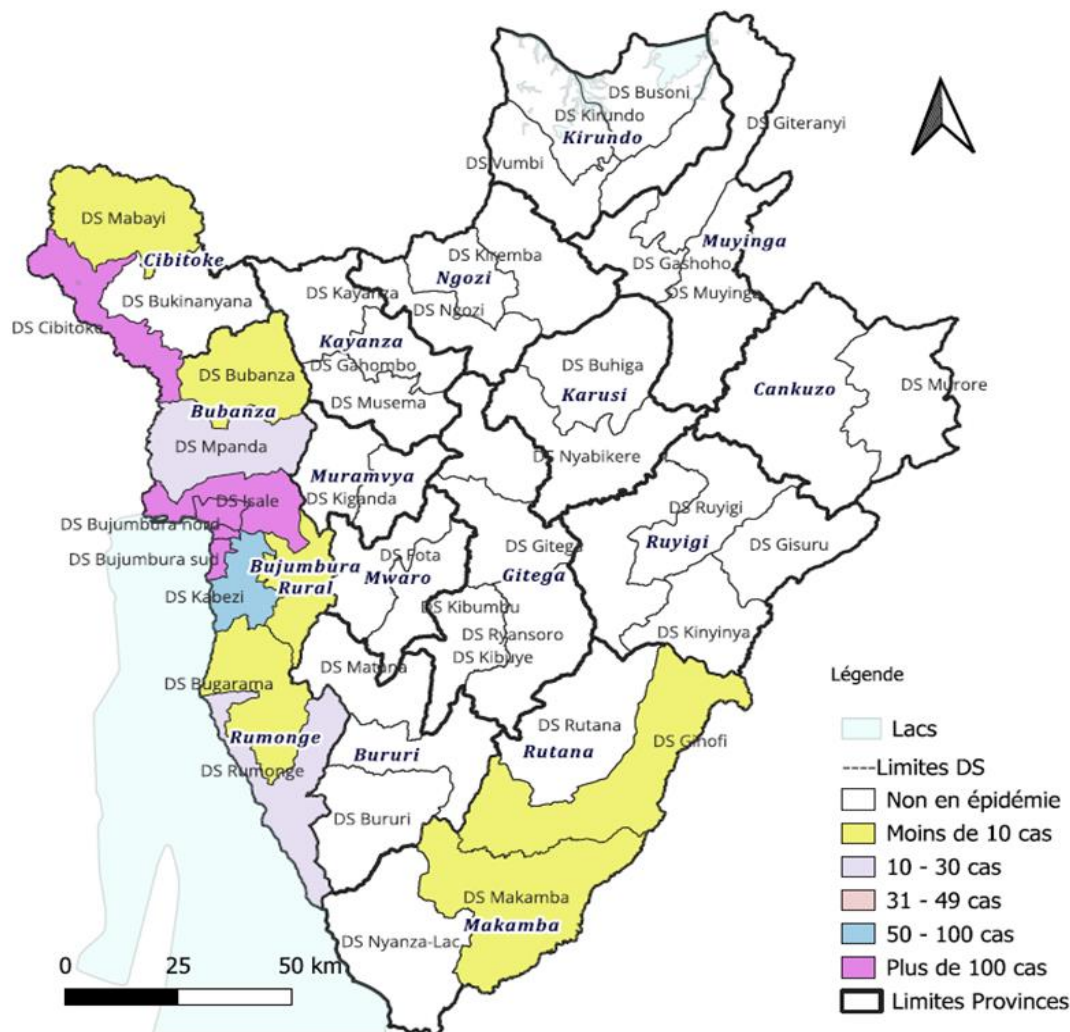 DS Busoni
DS Kirundo
Kirundo
DS Giteranyi
DS Vumbi
DS Mabayi
Muyinga
Cibitoke
DS Kiremba
Ngozi
DS Gashoho
DS Bukinanyana
DS Kayanza
DS Muyinga
DS Ngozi
DS Cibitoke
Kayanza
DS Gahombo
DS Buhiga
DS Bubanza
Karusi
Cankuzo
DS Murore
DS Musema
Bubanza
DS Mpanda
DS Nyabikere
Muramvya
DS Kiganda
DS Isale
DS Ruyigi
DS Bujumbura nord
DS Bujumbura sud
DS Fota
DS Gitega
Ruyigi
DS Gisuru
Bujumbura
Rural
Mwaro
Gitega
DS Kabezi
DS Kibumbu
DS Ryansoro
DS Kinyinya
DS Kibuye
DS Matana
DS Bugarama
DS Rutana
DS Gihofi
Rumonge
Bururi
Rutana
DS Rumonge
DS Bururi
DS Makamba
Makamba
DS Nyanza-Lac
0 25 50 km
Légende
Lacs
Limites DS
Non en épidémie
Moins de 10 cas
10 - 30 cas
31 - 49 cas
50 - 100 cas
Plus de 100 cas
Limites Provinces